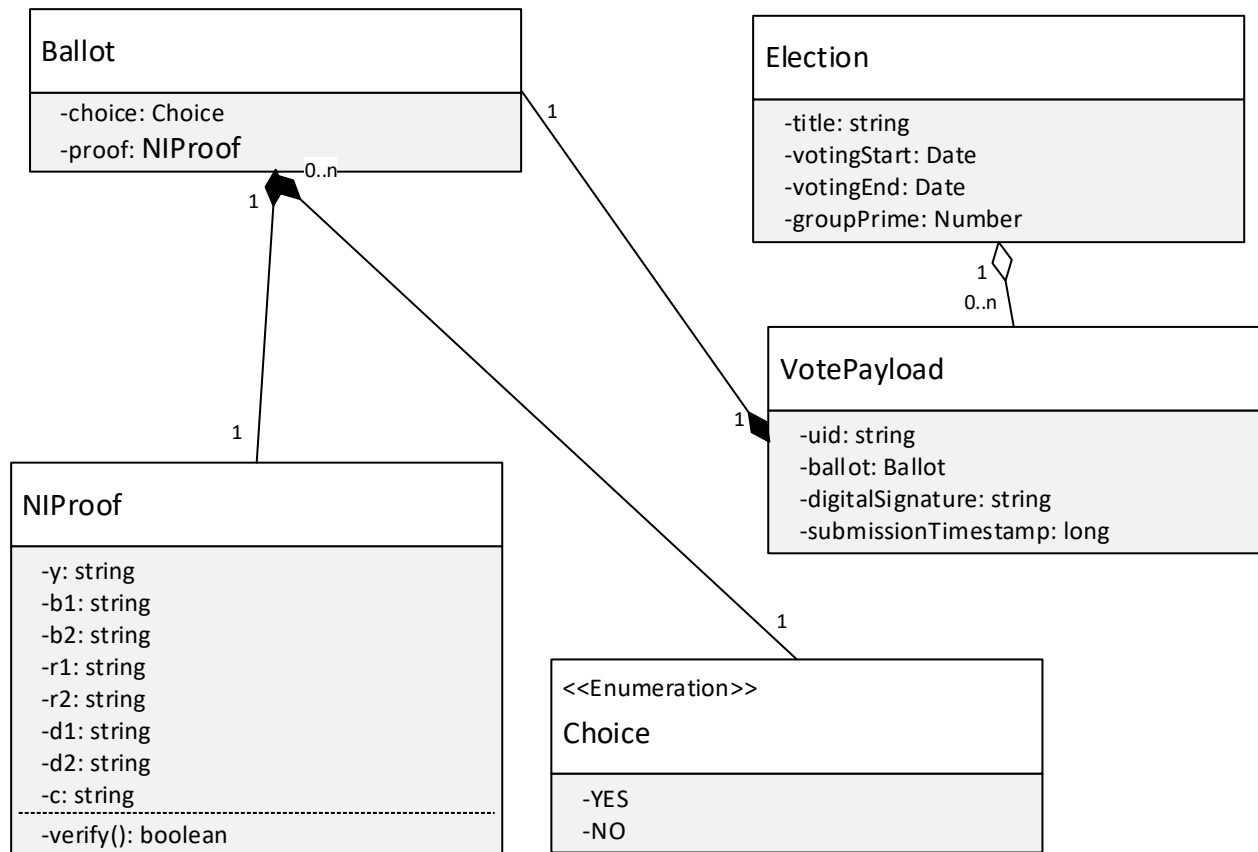 Ballot
-choice: Choice
-proof: NIProof
Election
-title: string
-votingStart: Date
-votingEnd: Date
-groupPrime: Number
1
0..n
1
1
0..n
VotePayload
-uid: string
-ballot: Ballot
-digitalSignature: string
-submissionTimestamp: long
1
1
NIProof
-y: string
-b1: string
-b2: string
-r1: string
-r2: string
-d1: string
-d2: string
-c: string
-verify(): boolean
1
<<Enumeration>>
Choice
-YES
-NO